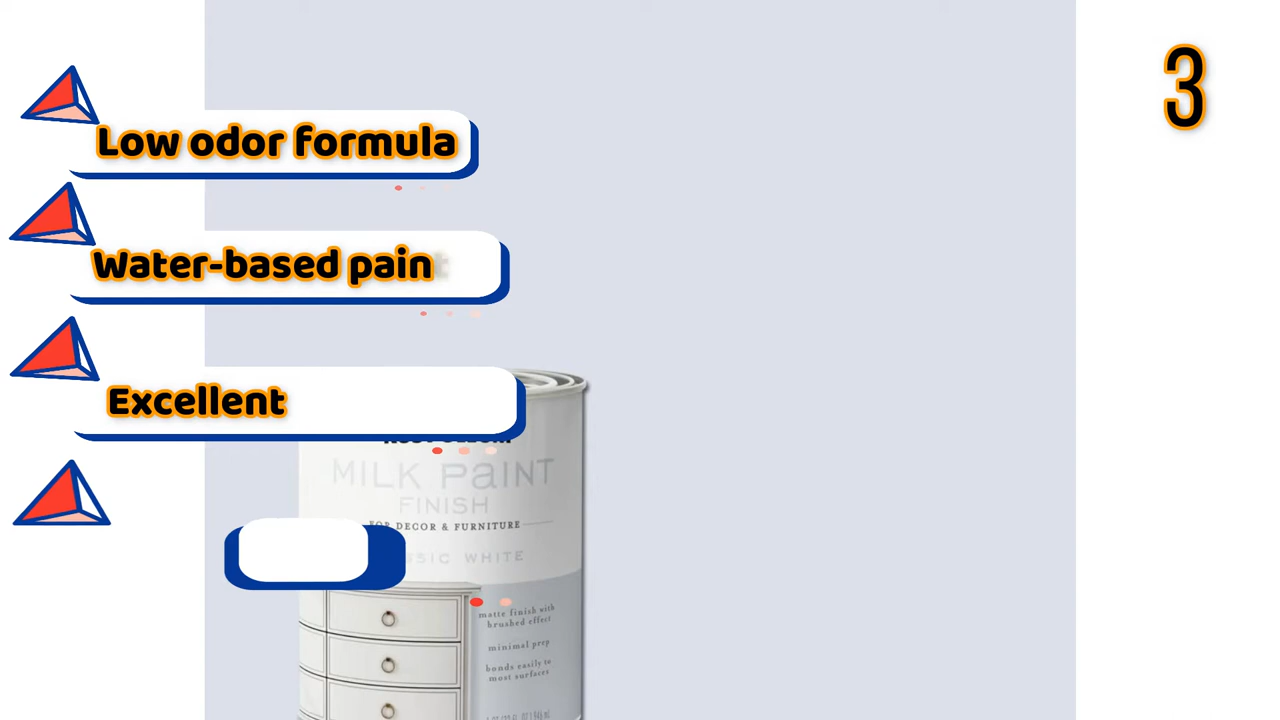 3
Low odor formula
Water-based pain
Excellent
MILK PAINT
FINISH
FOR DECOR & FURNITURE
WHITE
matte finish with
brushed effect
minimal prep
bonds easily to
most surfaces